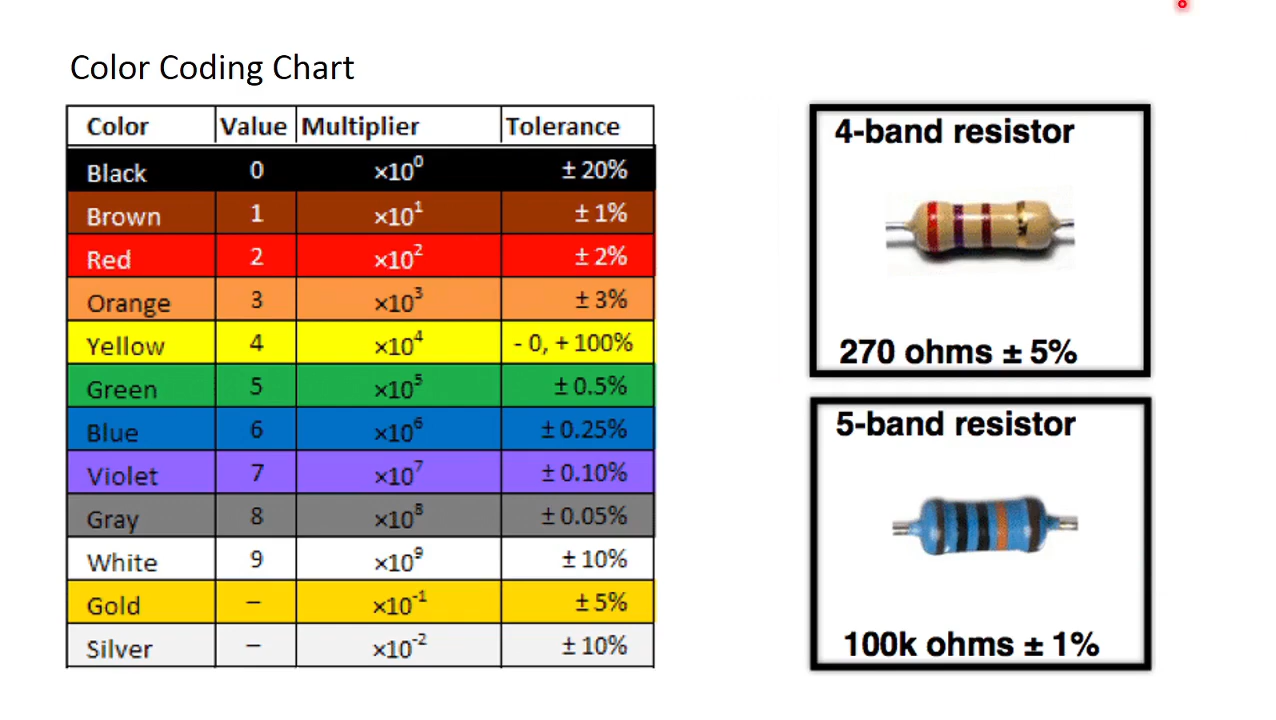 Color Coding Chart
Color Value Multiplier Tolerance
Black 0 ×10⁰ ± 20%
Brown 1 ×10¹ ± 1%
Red 2 ×10² ± 2%
Orange 3 ×10³ ± 3%
Yellow 4 ×10⁴ - 0, + 100%
Green 5 ×10⁵ ± 0.5%
Blue 6 ×10⁶ ± 0.25%
Violet 7 ×10⁷ ± 0.10%
Gray 8 ×10⁸ ± 0.05%
White 9 ×10⁹ ± 10%
Gold – ×10⁻¹ ± 5%
Silver – ×10⁻² ± 10%
4-band resistor
270 ohms ± 5%
5-band resistor
100k ohms ± 1%